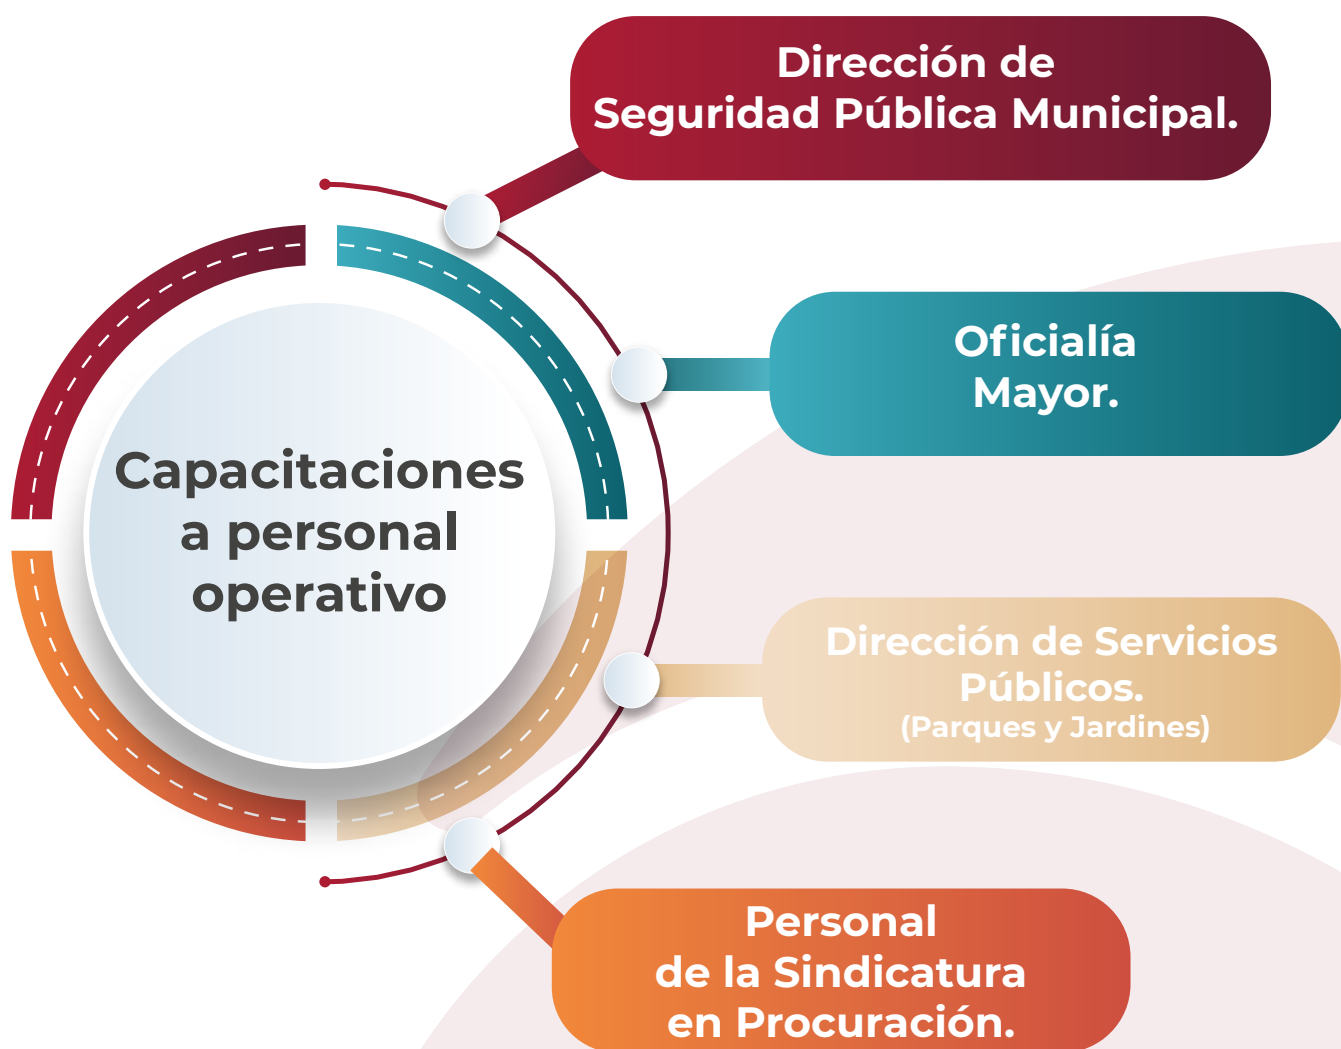 Dirección de
Seguridad Pública Municipal.
Oficialía
Mayor.
Capacitaciones
a personal
operativo
Dirección de Servicios
Públicos.
(Parques y Jardines)
Personal
de la Sindicatura
en Procuración.